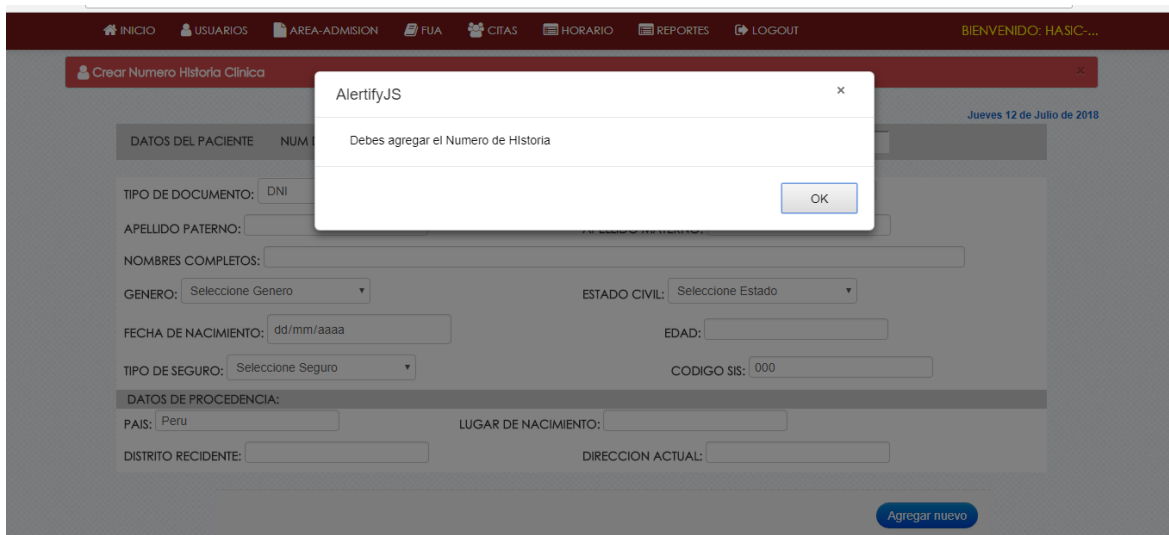 INICIO USUARIOS AREA-ADMISION FUA CITAS HORARIO REPORTES LOGOUT BIENVENIDO: HASIC-...
Crear Numero HIstoria Clinica ×
AlertifyJS ×
Debes agregar el Numero de HIstoria
OK
Jueves 12 de Julio de 2018
DATOS DEL PACIENTE NUM
TIPO DE DOCUMENTO: DNI
APELLIDO PATERNO: APELLIDO MATERNO:
NOMBRES COMPLETOS:
GENERO: Seleccione Genero ESTADO CIVIL: Seleccione Estado
FECHA DE NACIMIENTO: dd/mm/aaaa EDAD:
TIPO DE SEGURO: Seleccione Seguro CODIGO SIS: 000
DATOS DE PROCEDENCIA:
PAIS: Peru LUGAR DE NACIMIENTO:
DISTRITO RECIDENTE: DIRECCION ACTUAL:
Agregar nuevo